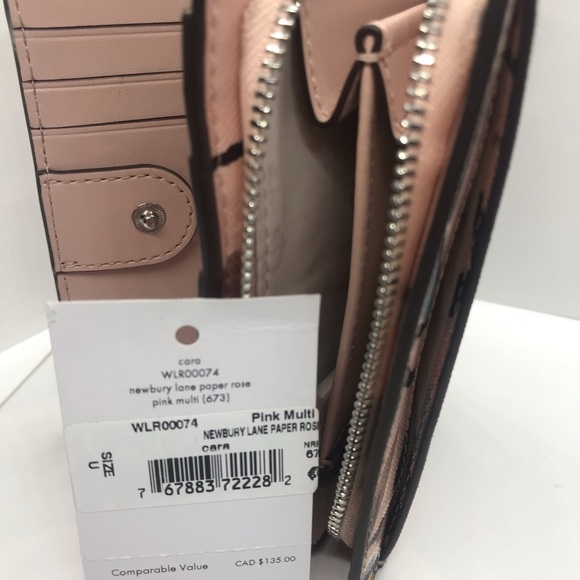 cara
WLR00074
newbury lane paper rose
pink multi (673)
WLR00074 Pink Multi
NEWBURY LANE PAPER ROSE
cara
SIZE
U
7 67883 72228 2
Comparable Value CAD $135.00